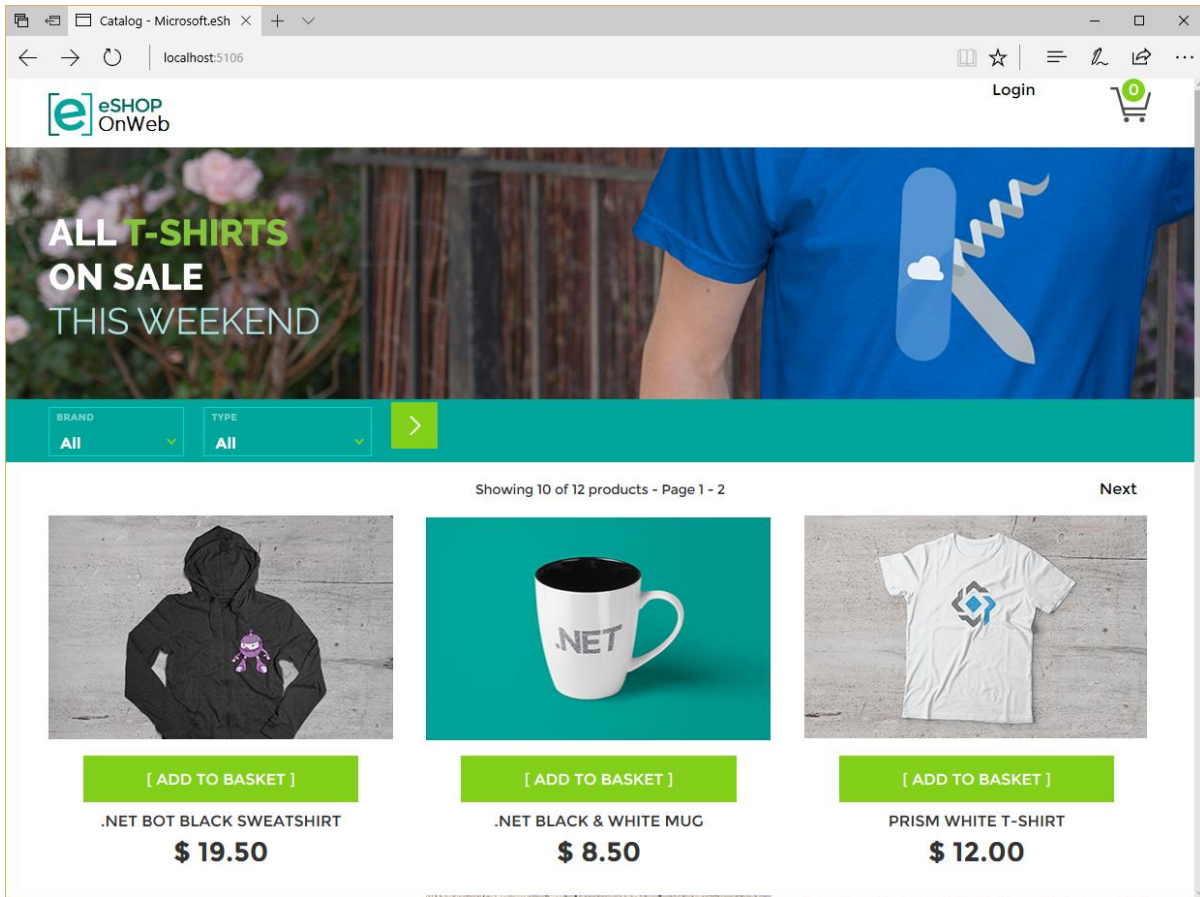 Catalog - Microsoft.eSh
localhost:5106
eSHOP
OnWeb
Login
0
ALL T-SHIRTS
ON SALE
THIS WEEKEND
BRAND
All
TYPE
All
Showing 10 of 12 products - Page 1 - 2
Next
.NET
[ ADD TO BASKET ]
[ ADD TO BASKET ]
[ ADD TO BASKET ]
.NET BOT BLACK SWEATSHIRT
.NET BLACK & WHITE MUG
PRISM WHITE T-SHIRT
$ 19.50
$ 8.50
$ 12.00